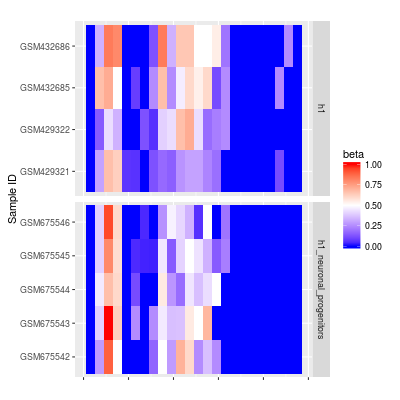 GSM432686
GSM432685
GSM429322
GSM429321
h1
GSM675546
GSM675545
GSM675544
GSM675543
GSM675542
h1_neuronal_progenitors
Sample ID
beta
1.00
0.75
0.50
0.25
0.00